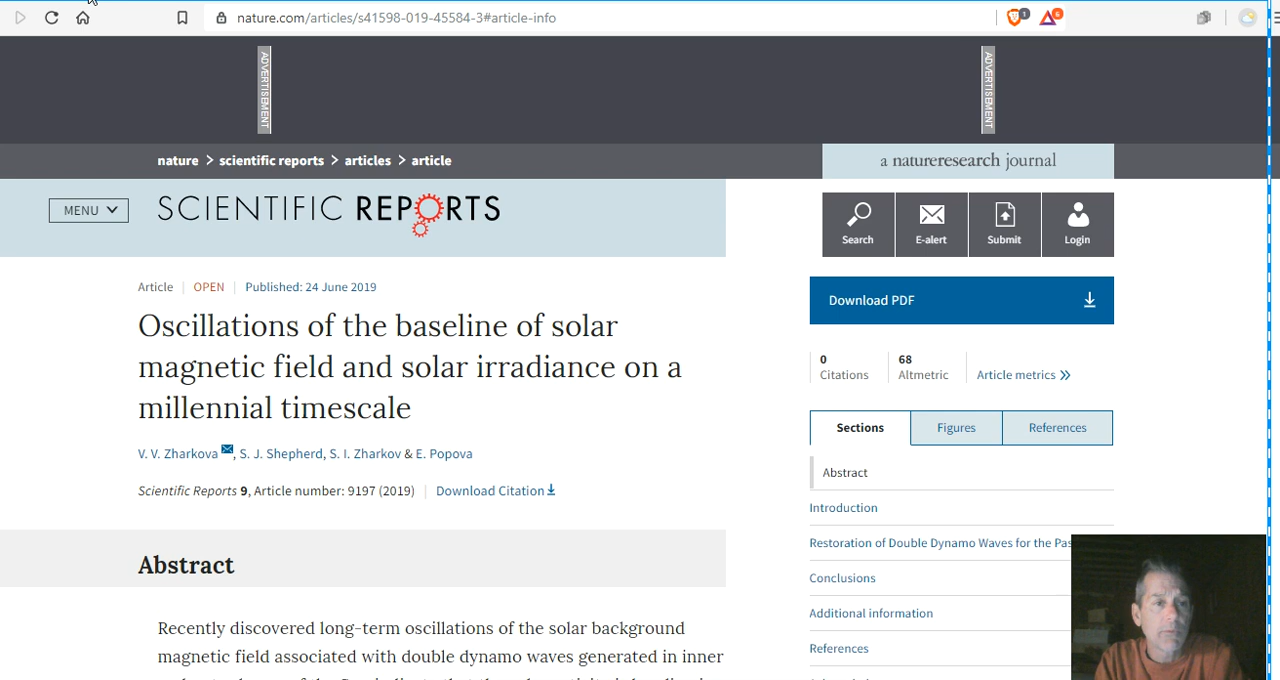 nature.com/articles/s41598-019-45584-3#article-info
1
6
ADVERTISEMENT
ADVERTISEMENT
nature > scientific reports > articles > article
a natureresearch journal
MENU
SCIENTIFIC REPORTS
Search
E-alert
Submit
Login
Article | OPEN | Published: 24 June 2019
Oscillations of the baseline of solar
magnetic field and solar irradiance on a
millennial timescale
V. V. Zharkova, S. J. Shepherd, S. I. Zharkov & E. Popova
Scientific Reports 9, Article number: 9197 (2019) | Download Citation
Abstract
Recently discovered long-term oscillations of the solar background
magnetic field associated with double dynamo waves generated in inner
Download PDF
0
Citations
68
Altmetric
Article metrics
Sections
Figures
References
Abstract
Introduction
Restoration of Double Dynamo Waves for the Pas
Conclusions
Additional information
References